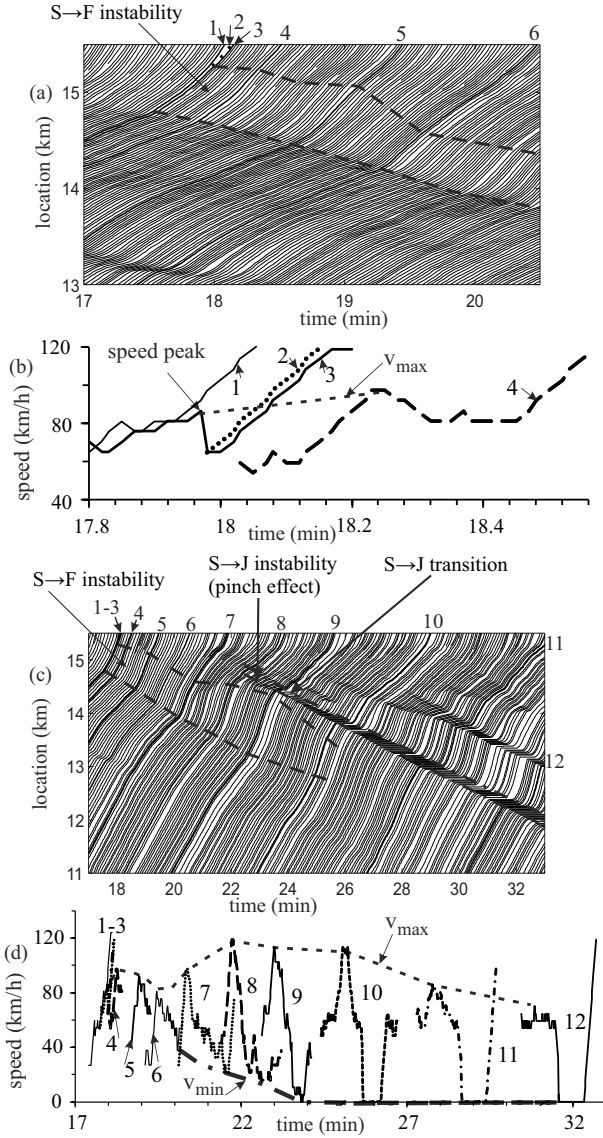 S→F instability
1 2 3 4 5 6
(a)
location (km)
15
14
13
17 18 19 20
time (min)
(b)
speed (km/h)
120
80
40
speed peak
1
2
3
v_max
4
17.8 18 18.2 18.4
time (min)
S→J instability
(pinch effect)
S→J transition
S→F instability
1-3 4 5 6 7 8 9 10 11
(c)
location (km)
15
14
13
12
11
12
18 20 22 24 26 28 30 32
time (min)
(d)
speed (km/h)
120
80
40
0
1-3
v_max
4 5 6 7 8 9 10 11 12
v_min
17 22 27 32
time (min)